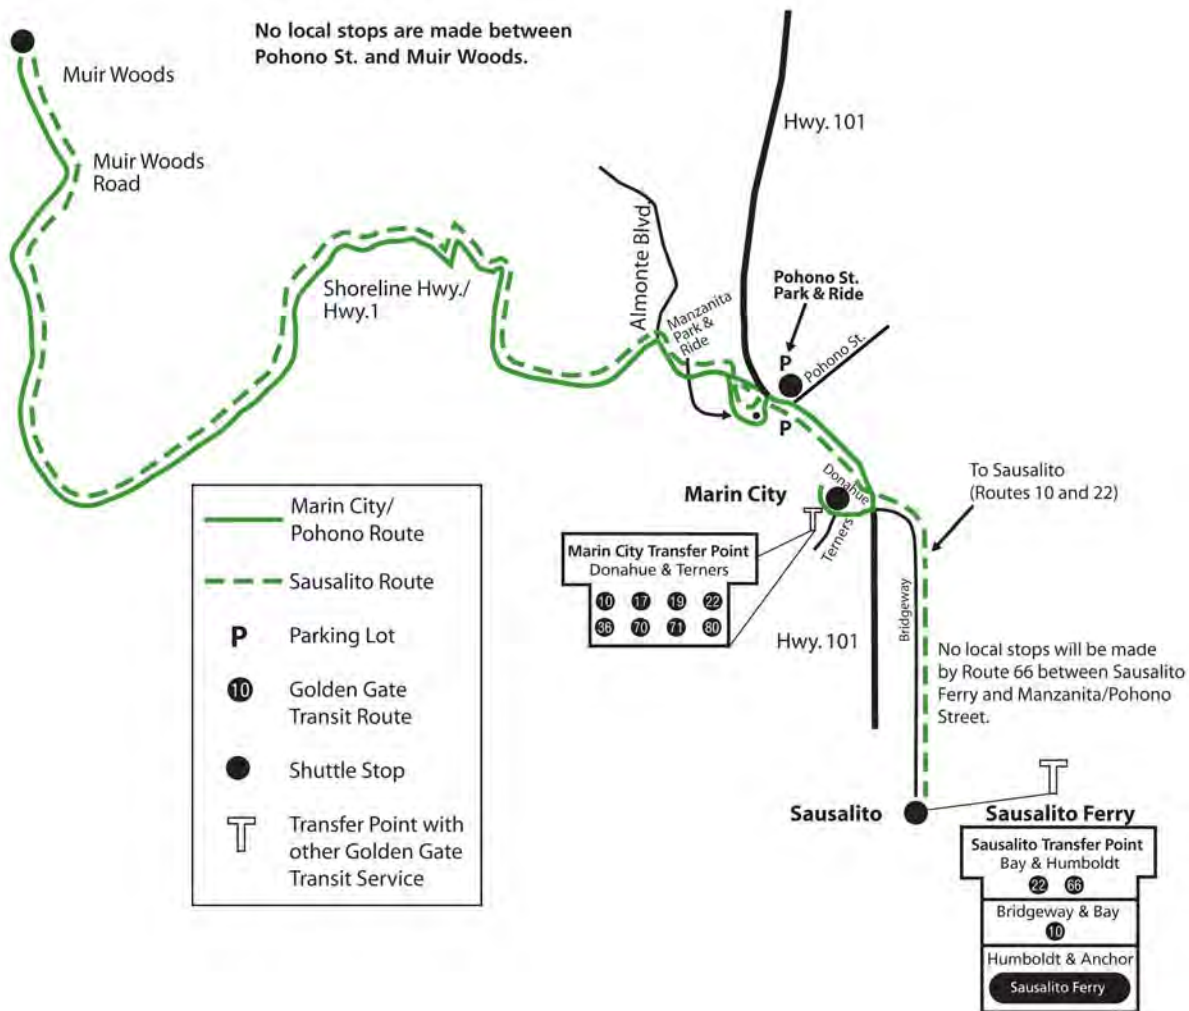 No local stops are made between
Pohono St. and Muir Woods.
Muir Woods
Hwy. 101
Muir Woods
Road
Almonte Blvd.
Shoreline Hwy./
Hwy.1
Manzanita
Park &
Ride
Pohono St.
Park & Ride
P
Pohono St.
P
To Sausalito
(Routes 10 and 22)
Marin City
Donahue
T
Terners
Marin City Transfer Point
Donahue & Terners
10 17 19 22
36 70 71 80
Hwy. 101
Bridgeway
No local stops will be made
by Route 66 between Sausalito
Ferry and Manzanita/Pohono
Street.
Marin City/
Pohono Route
Sausalito Route
P Parking Lot
10 Golden Gate
Transit Route
Shuttle Stop
T Transfer Point with
other Golden Gate
Transit Service
T
Sausalito
Sausalito Ferry
Sausalito Transfer Point
Bay & Humboldt
22 66
Bridgeway & Bay
10
Humboldt & Anchor
Sausalito Ferry